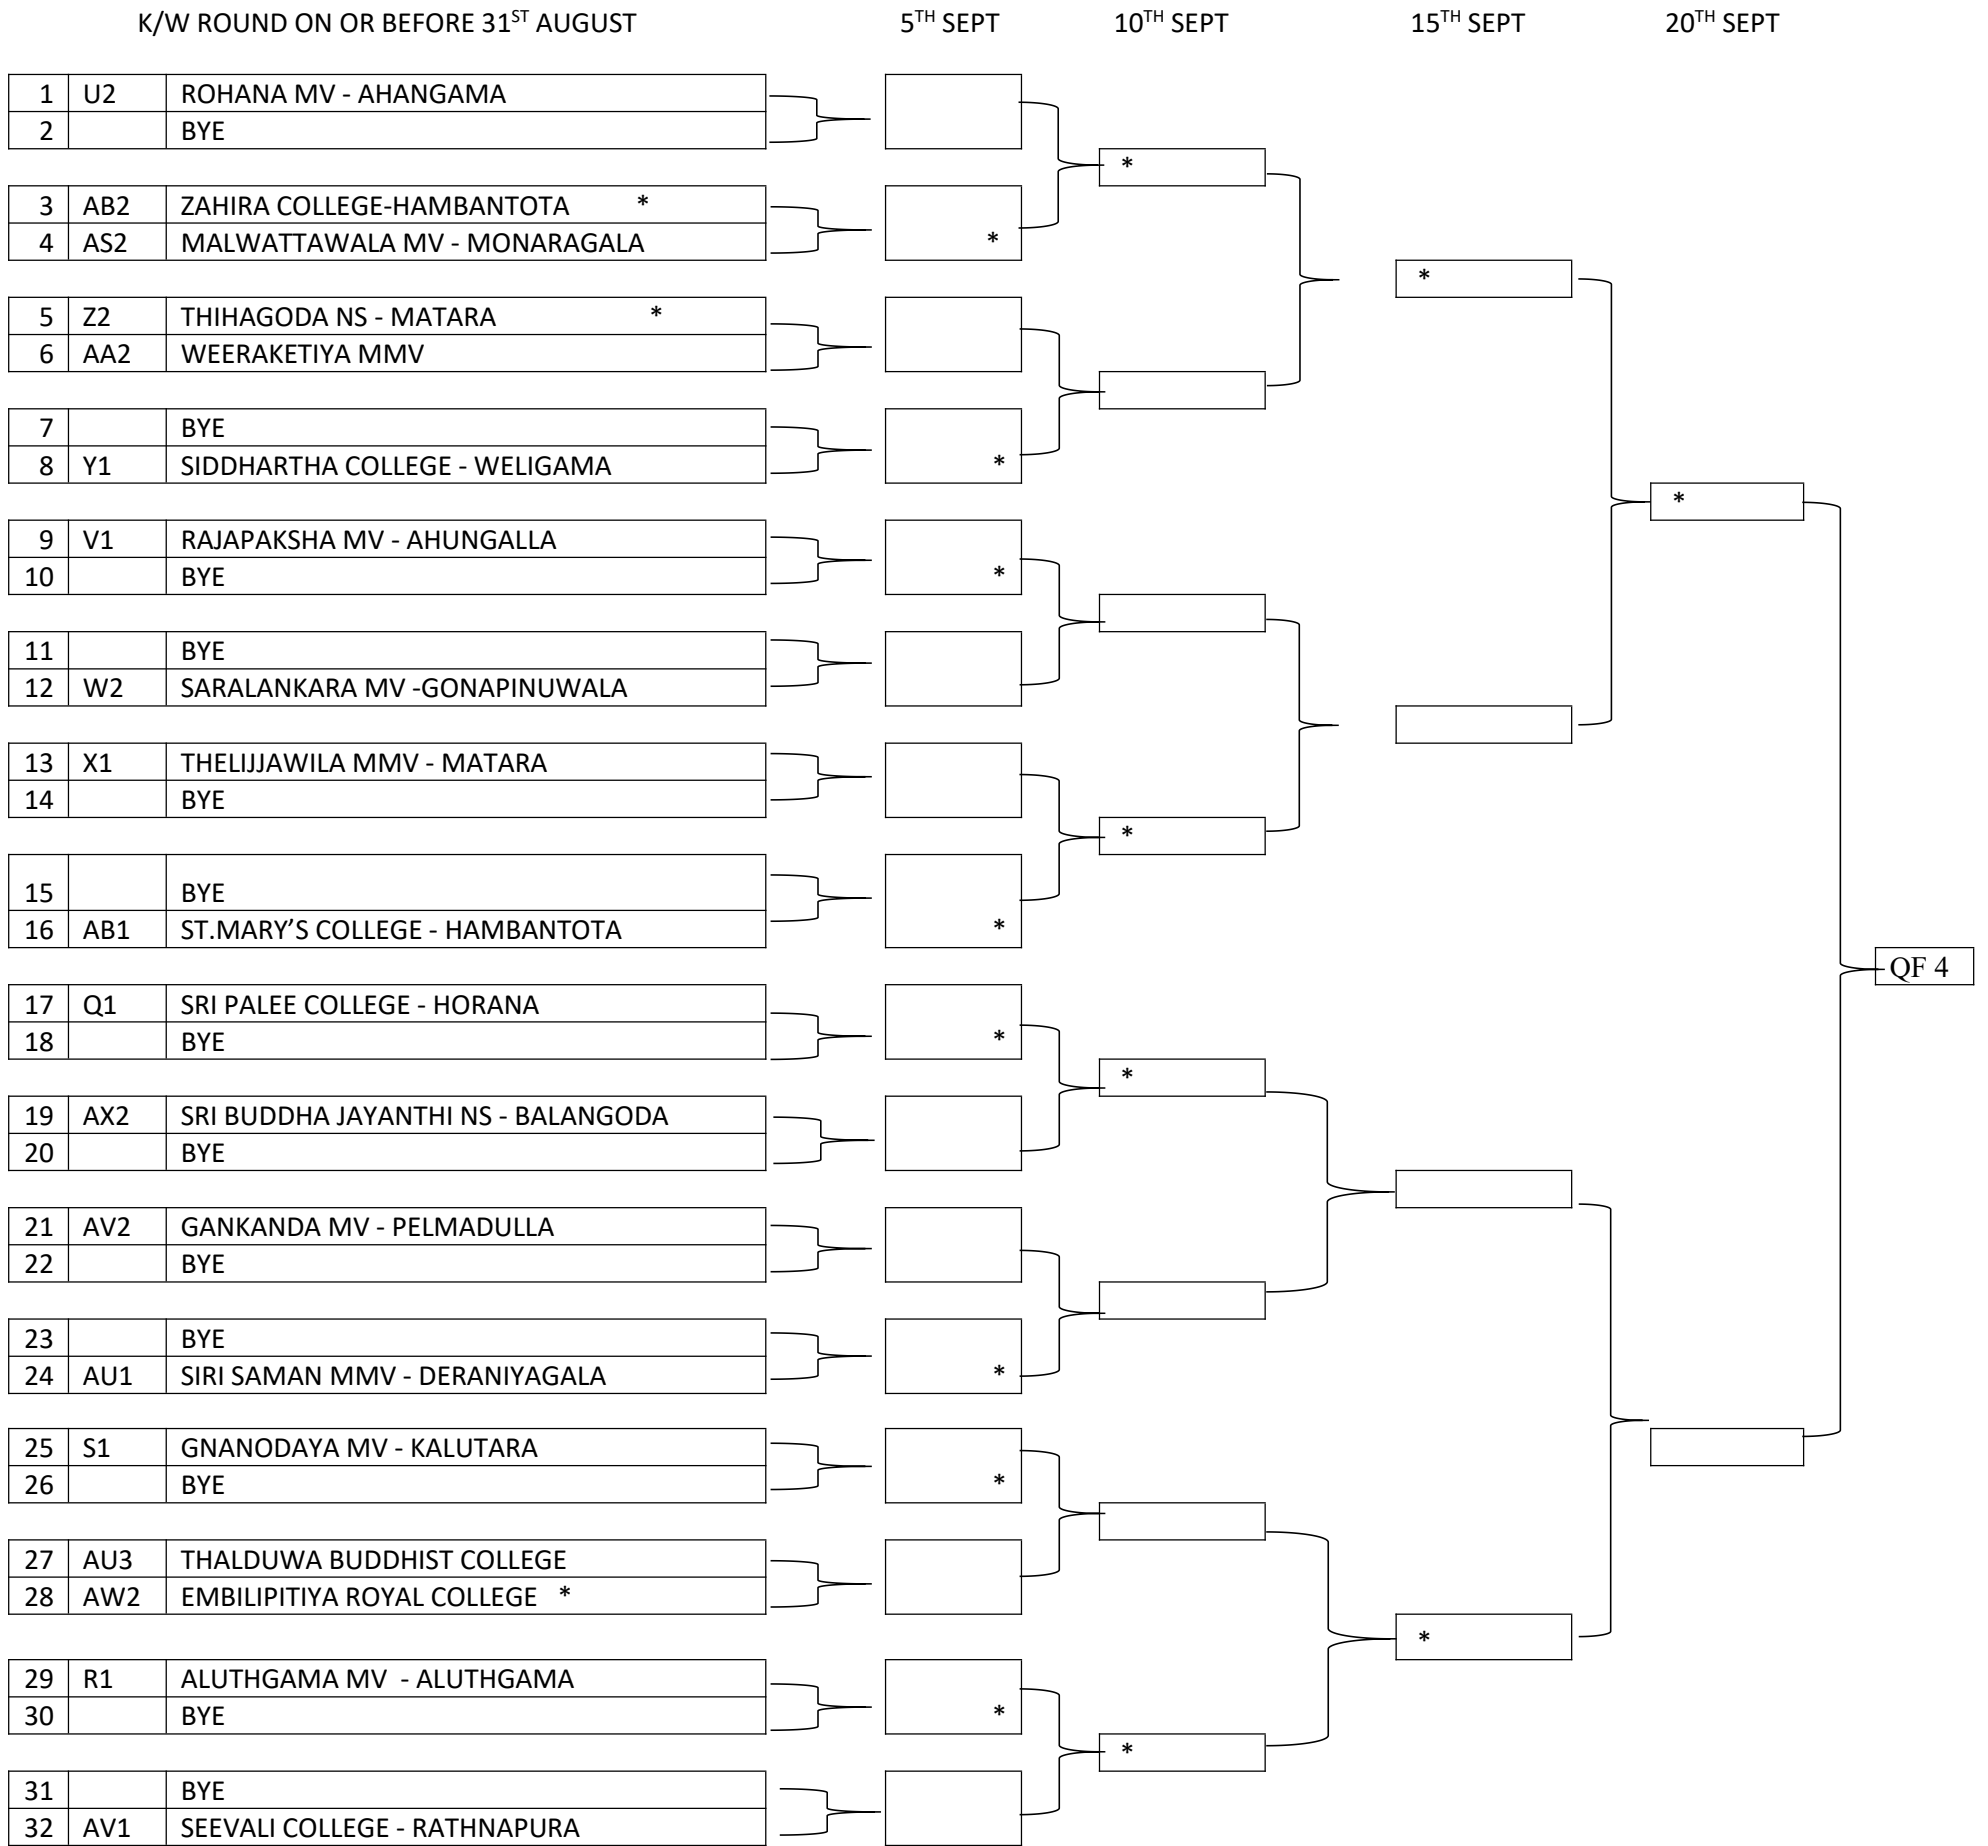 K/W ROUND ON OR BEFORE 31ST AUGUST 5TH SEPT 10TH SEPT 15TH SEPT 20TH SEPT
1 U2 ROHANA MV - AHANGAMA
2 BYE
*
3 AB2 ZAHIRA COLLEGE-HAMBANTOTA *
4 AS2 MALWATTAWALA MV - MONARAGALA *
*
5 Z2 THIHAGODA NS - MATARA *
6 AA2 WEERAKETIYA MMV
7 BYE
8 Y1 SIDDHARTHA COLLEGE - WELIGAMA *
*
9 V1 RAJAPAKSHA MV - AHUNGALLA
10 BYE *
11 BYE
12 W2 SARALANKARA MV -GONAPINUWALA
13 X1 THELIJJAWILA MMV - MATARA
14 BYE
*
15 BYE
16 AB1 ST.MARY’S COLLEGE - HAMBANTOTA *
QF 4
17 Q1 SRI PALEE COLLEGE - HORANA
18 BYE *
*
19 AX2 SRI BUDDHA JAYANTHI NS - BALANGODA
20 BYE
21 AV2 GANKANDA MV - PELMADULLA
22 BYE
23 BYE
24 AU1 SIRI SAMAN MMV - DERANIYAGALA *
25 S1 GNANODAYA MV - KALUTARA
26 BYE *
27 AU3 THALDUWA BUDDHIST COLLEGE
28 AW2 EMBILIPITIYA ROYAL COLLEGE *
*
29 R1 ALUTHGAMA MV - ALUTHGAMA
30 BYE *
*
31 BYE
32 AV1 SEEVALI COLLEGE - RATHNAPURA